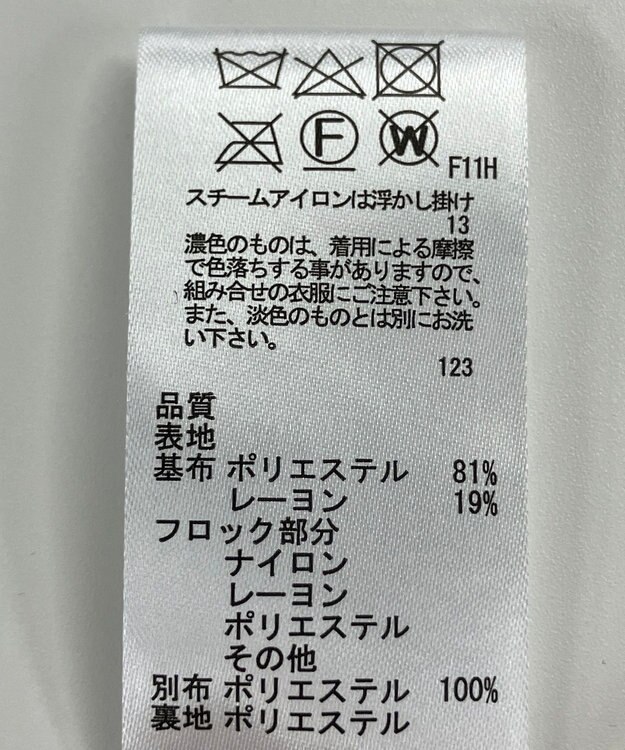 F W F11H
スチームアイロンは浮かし掛け
13
濃色のものは、着用による摩擦
で色落ちする事がありますので、
組み合せの衣服にご注意下さい。
また、淡色のものとは別にお洗
い下さい。
123
品質
表地
基布 ポリエステル 81%
レーヨン 19%
フロック部分
ナイロン
レーヨン
ポリエステル
その他
別布 ポリエステル 100%
裏地 ポリエステル